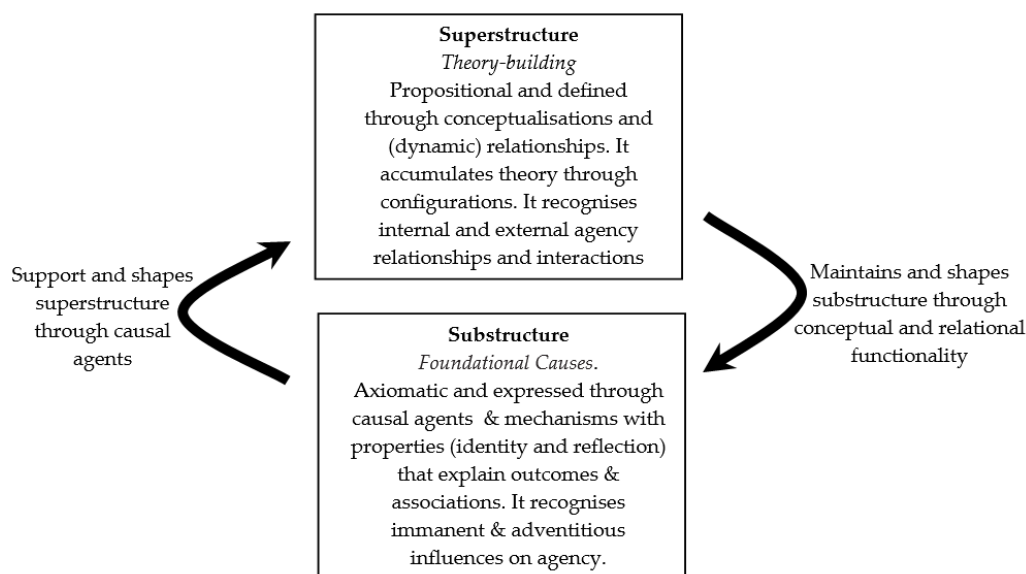 Superstructure
Theory-building
Propositional and defined
through conceptualisations and
(dynamic) relationships. It
accumulates theory through
configurations. It recognises
internal and external agency
relationships and interactions
Support and shapes
superstructure
through causal
agents
Maintains and shapes
substructure through
conceptual and relational
functionality
Substructure
Foundational Causes.
Axiomatic and expressed through
causal agents & mechanisms with
properties (identity and reflection)
that explain outcomes &
associations. It recognises
immanent & adventitious
influences on agency.